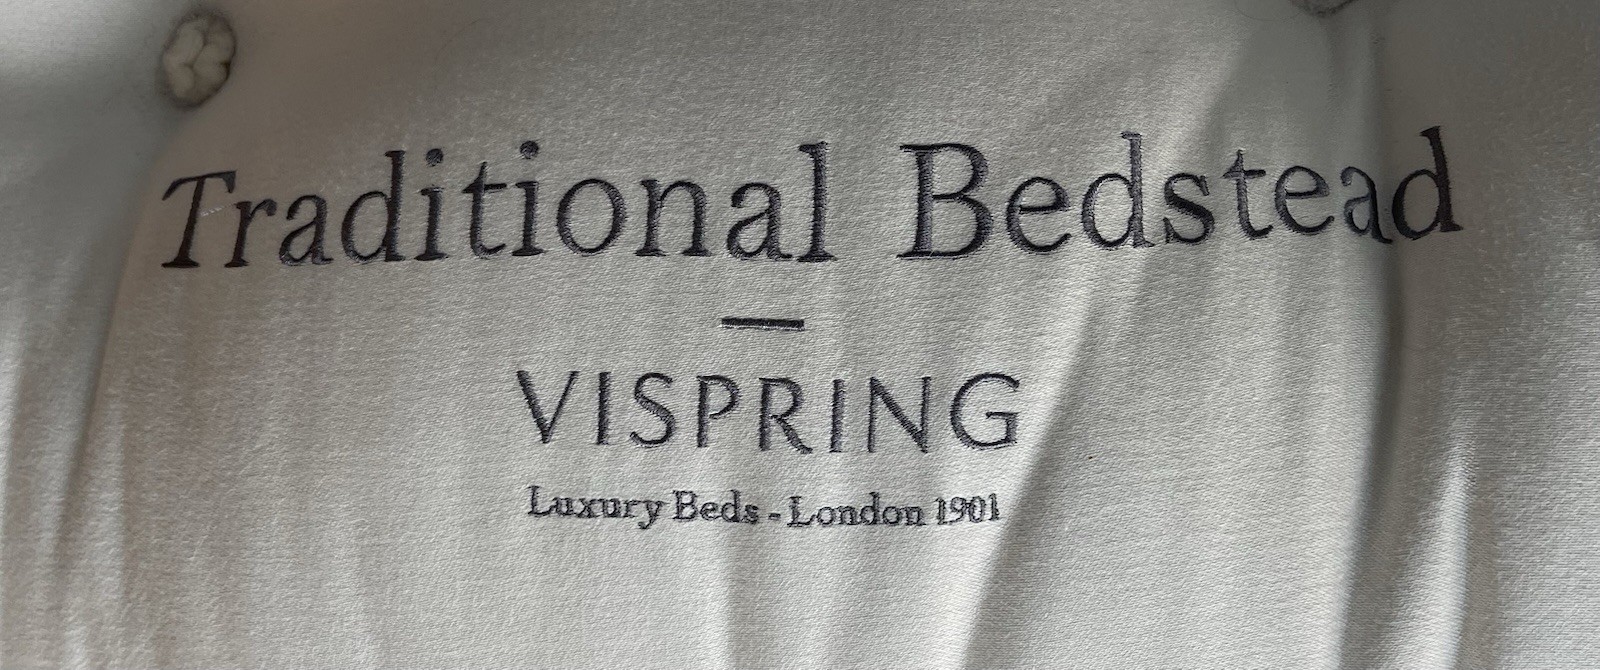 Traditional Bedstead
—
VISPRING
Luxury Beds - London 1901